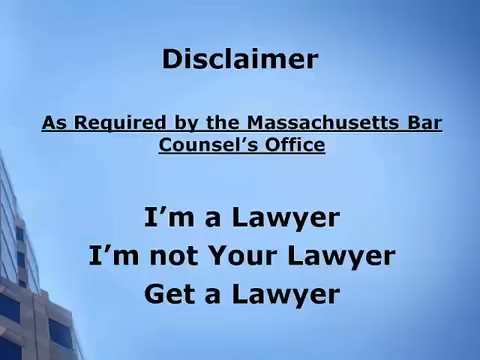 Disclaimer
As Required by the Massachusetts Bar
Counsel’s Office
I’m a Lawyer
I’m not Your Lawyer
Get a Lawyer